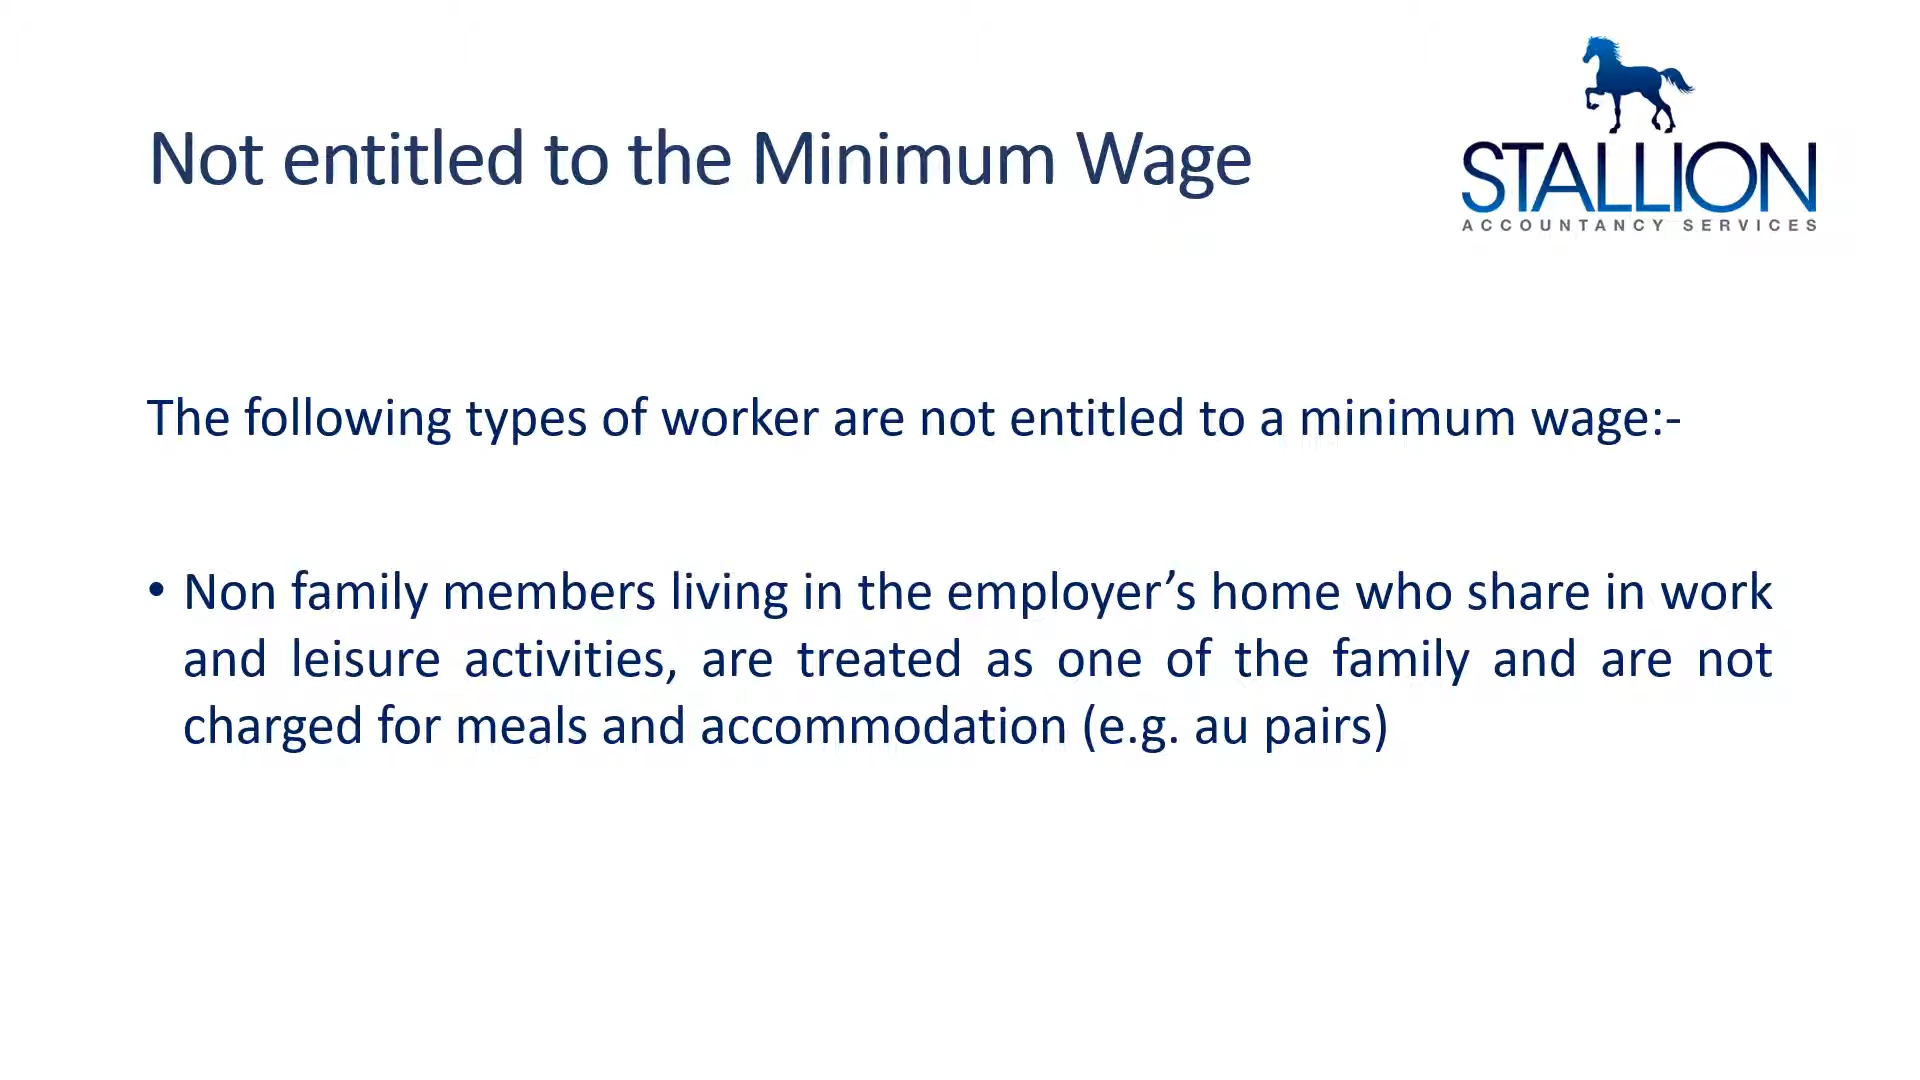 STALLION
ACCOUNTANCY SERVICES
Not entitled to the Minimum Wage
The following types of worker are not entitled to a minimum wage:-
• Non family members living in the employer’s home who share in work
and leisure activities, are treated as one of the family and are not
charged for meals and accommodation (e.g. au pairs)